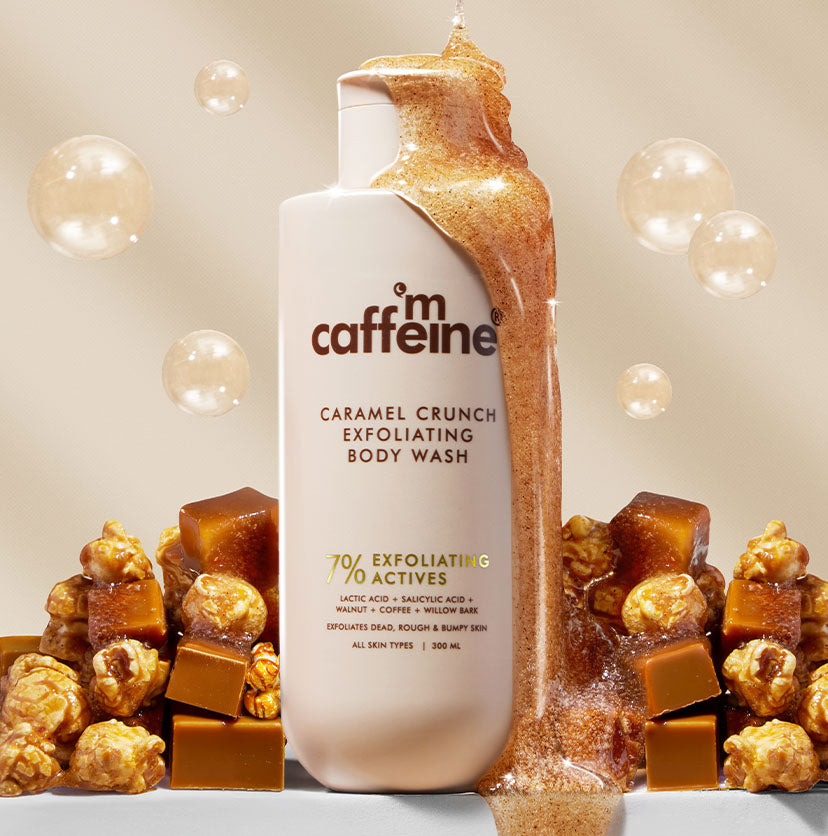 'm
caffeine®
CARAMEL CRUNCH
EXFOLIATING
BODY WASH
7% EXFOLIATING
ACTIVES
LACTIC ACID + SALICYLIC ACID +
WALNUT + COFFEE + WILLOW BARK
EXFOLIATES DEAD, ROUGH & BUMPY SKIN
ALL SKIN TYPES | 300 ML